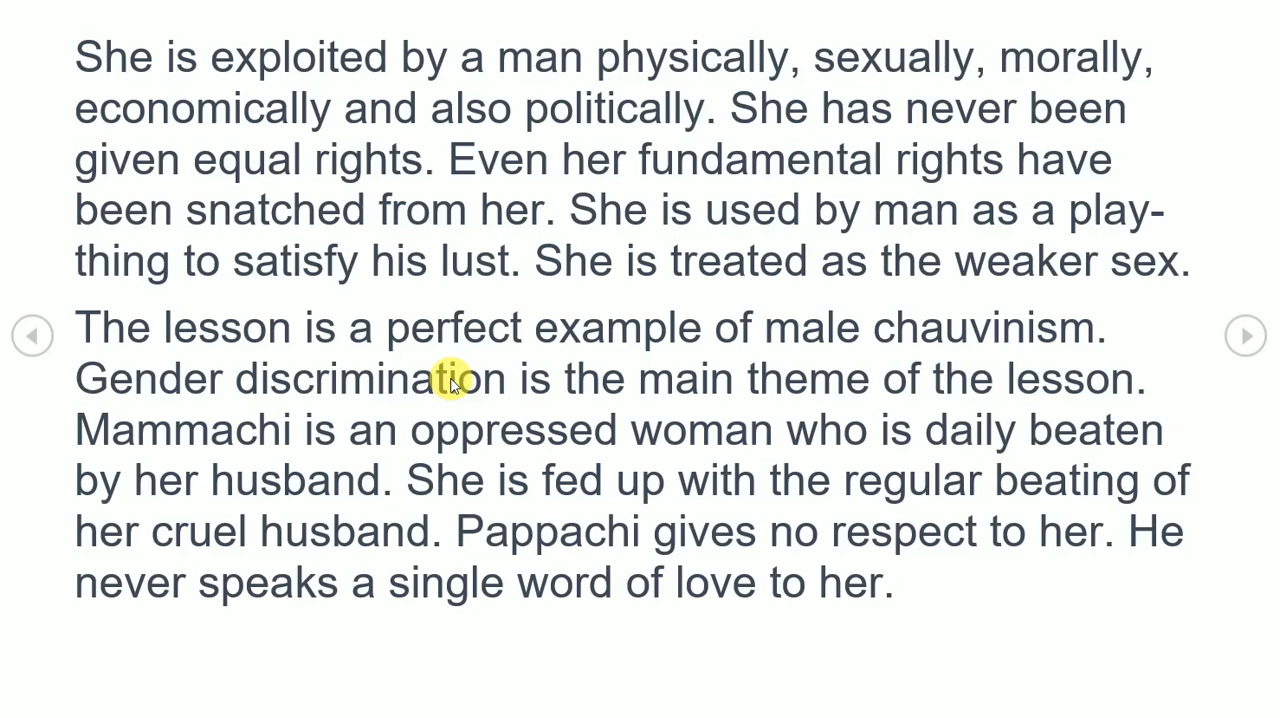 She is exploited by a man physically, sexually, morally,
economically and also politically. She has never been
given equal rights. Even her fundamental rights have
been snatched from her. She is used by man as a play-
thing to satisfy his lust. She is treated as the weaker sex.
The lesson is a perfect example of male chauvinism.
Gender discrimination is the main theme of the lesson.
Mammachi is an oppressed woman who is daily beaten
by her husband. She is fed up with the regular beating of
her cruel husband. Pappachi gives no respect to her. He
never speaks a single word of love to her.